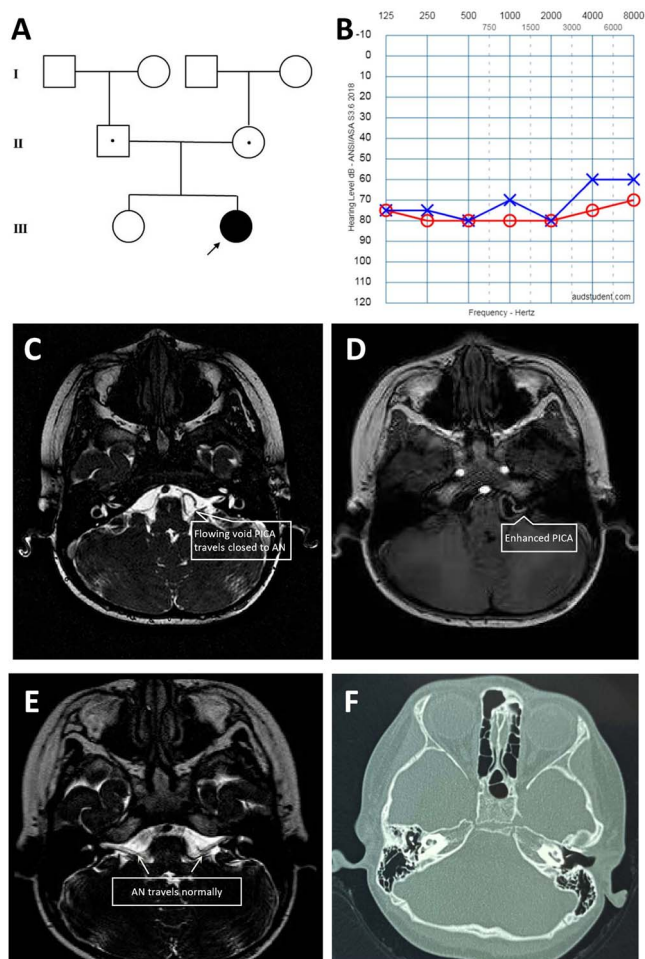 A
I
II
III
B
125 250 500 1000 2000 4000 8000
750 1500 3000 6000
-10
0
10
20
30
40
50
60
70
80
90
100
110
120
Hearing Level dB - ANSI/ASA S3.6 2018
audstudent.com
Frequency - Hertz
C
Flowing void PICA
travels closed to AN
D
Enhanced PICA
E
AN travels normally
F